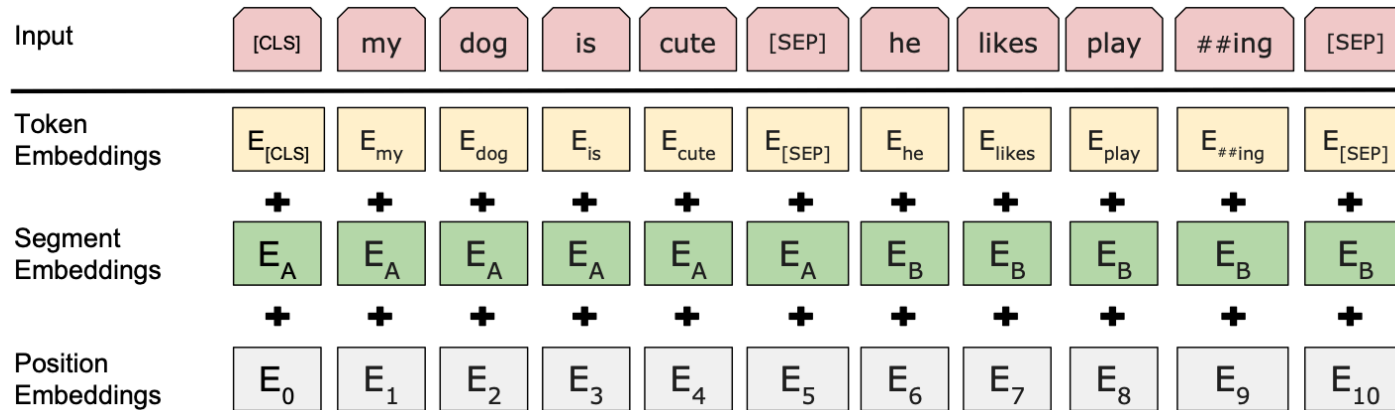 Input [CLS] my dog is cute [SEP] he likes play ##ing [SEP]
Token
Embeddings E[CLS] Emy Edog Eis Ecute E[SEP] Ehe Elikes Eplay E##ing E[SEP]
+ + + + + + + + + + +
Segment
Embeddings EA EA EA EA EA EA EB EB EB EB EB
+ + + + + + + + + + +
Position
Embeddings E0 E1 E2 E3 E4 E5 E6 E7 E8 E9 E10